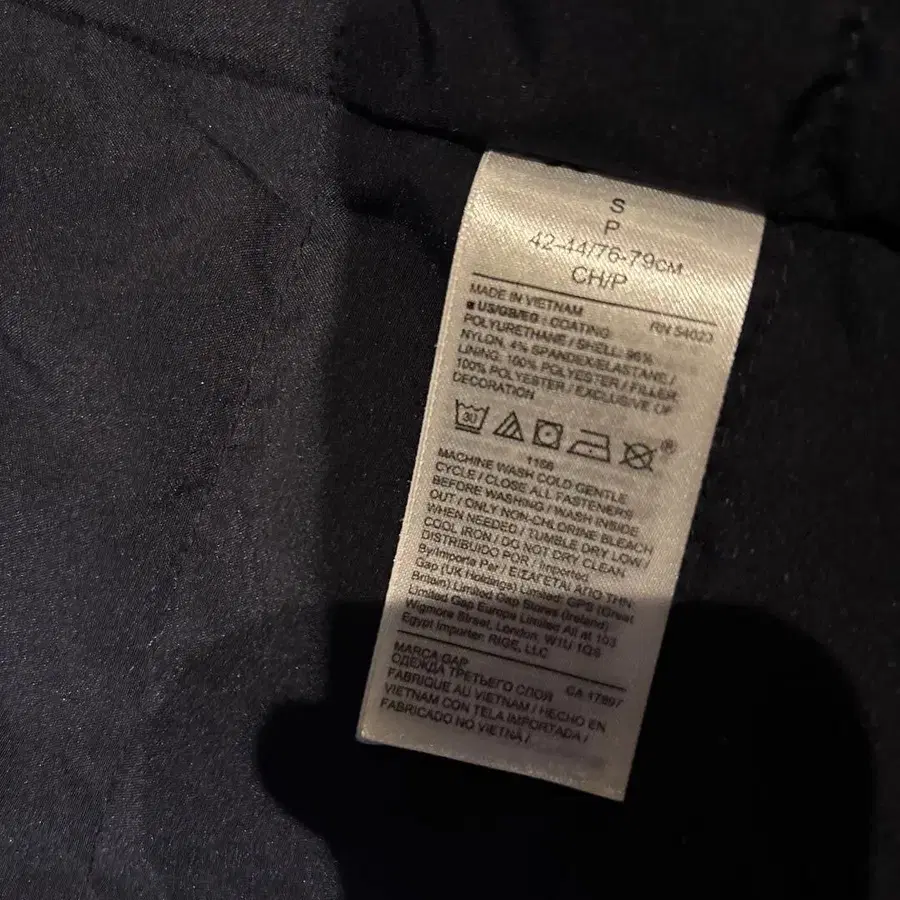 S
P
42-44/76-79CM
CH/P
MADE IN VIETNAM RN 54023
US/GB/EG : COATING:
POLYURETHANE / SHELL: 96%
NYLON, 4% SPANDEX/ELASTANE /
LINING: 100% POLYESTER / FILLER:
100% POLYESTER / EXCLUSIVE OF
DECORATION
30 ®
1166
MACHINE WASH COLD GENTLE
CYCLE / CLOSE ALL FASTENERS
BEFORE WASHING / WASH INSIDE
OUT / ONLY NON-CHLORINE BLEACH
WHEN NEEDED / TUMBLE DRY LOW /
COOL IRON / DO NOT DRY CLEAN
DISTRIBUIDO POR / Imported
By/Importa Par / ΕΙΣΑΓΕΤΑΙ ΑΠΟ ΤΗΝ:
Gap (UK Holdings) Limited; GPS (Great
Britain) Limited Gap Stores (Ireland)
Limited Gap Europe Limited All at 103
Wigmore Street, London, W1U 1QS
Egypt Importer: RIGE, LLC
MARCA:GAP
ОДЕЖДА ТРЕТЬЕГО СЛОЯ CA 17897
FABRIQUE AU VIETNAM / HECHO EN
VIETNAM CON TELA IMPORTADA /
FABRICADO NO VIETNÃ /